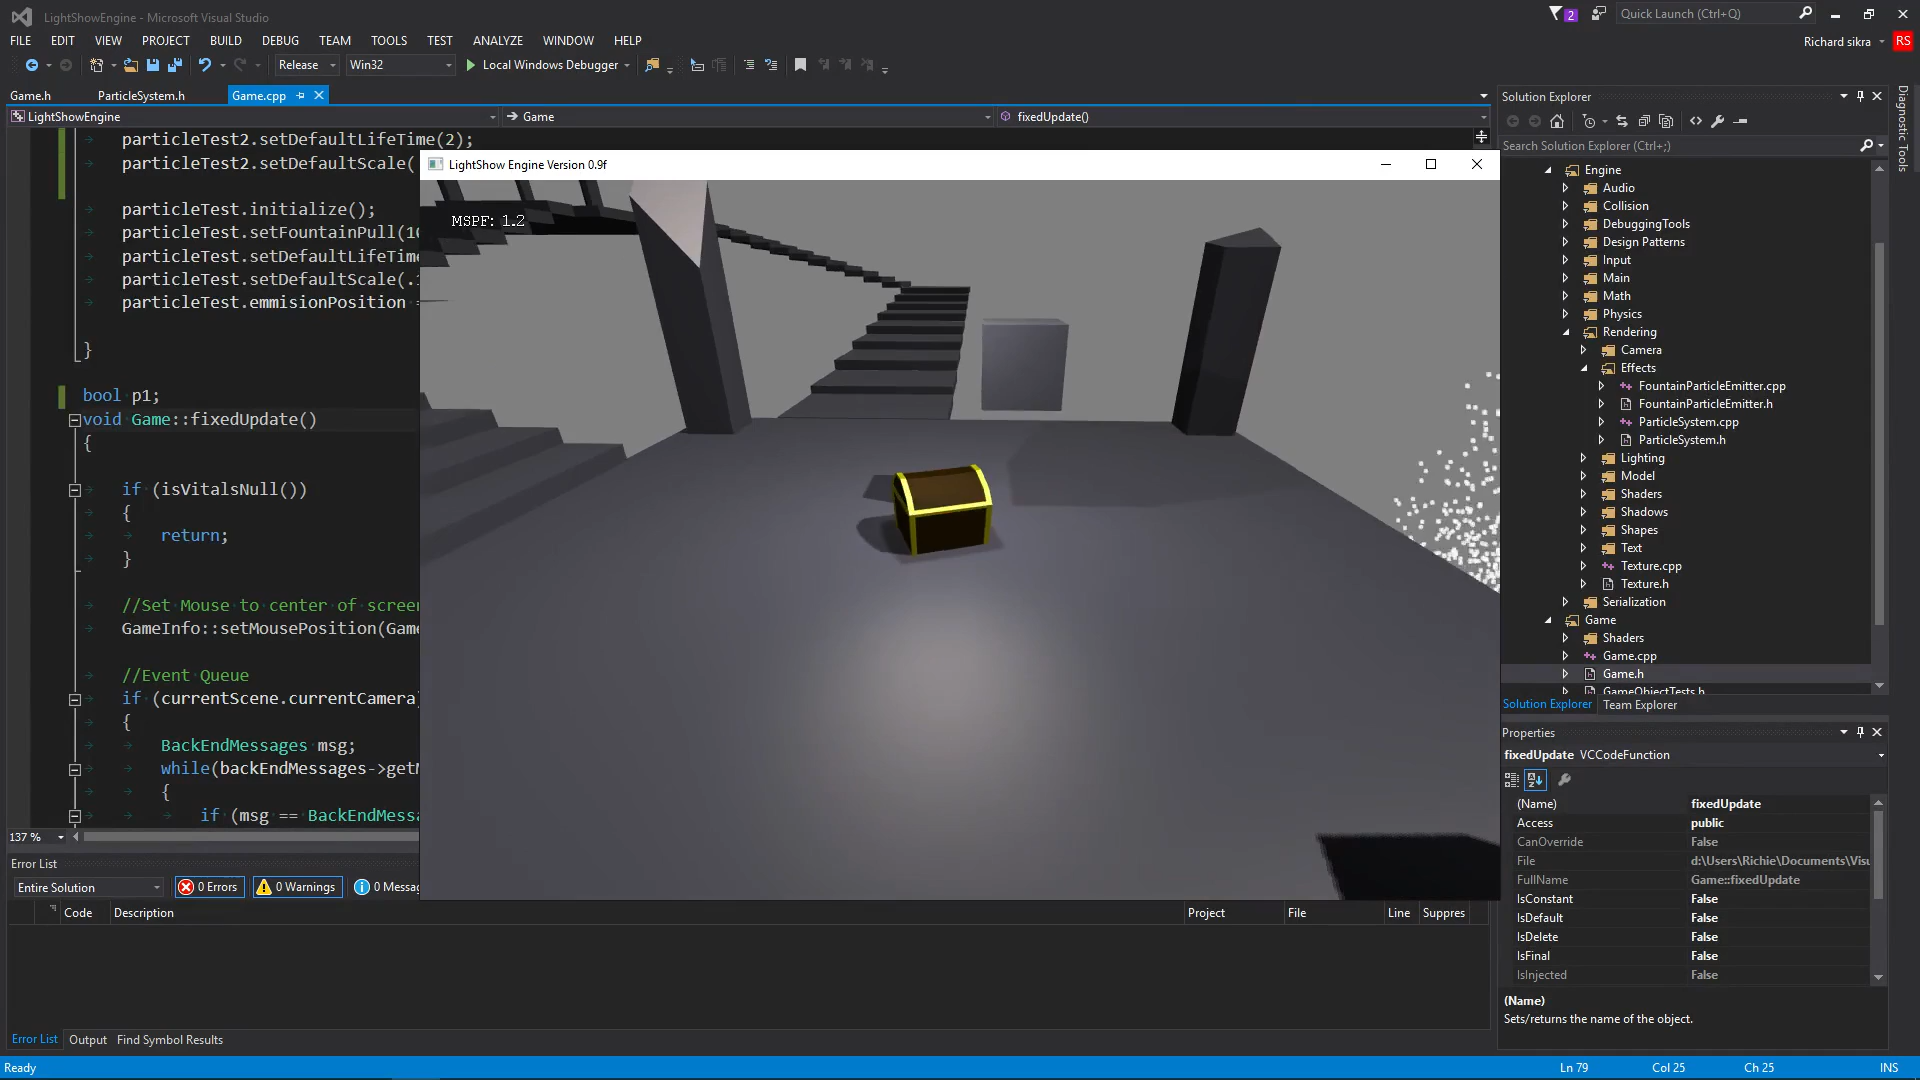 LightShowEngine - Microsoft Visual Studio
2
Quick Launch (Ctrl+Q)
FILE EDIT VIEW PROJECT BUILD DEBUG TEAM TOOLS TEST ANALYZE WINDOW HELP
Richard sikra RS
Release Win32 Local Windows Debugger
Game.h ParticleSystem.h Game.cpp
LightShowEngine Game fixedUpdate()
particleTest2.setDefaultLifeTime(2);
particleTest2.setDefaultScale(
particleTest.initialize();
particleTest.setFountainPull(10
particleTest.setDefaultLifeTime
particleTest.setDefaultScale(.
particleTest.emmisionPosition
}
bool p1;
void Game::fixedUpdate()
{
if (isVitalsNull())
{
return;
}
//Set Mouse to center of screen
GameInfo::setMousePosition(Game
//Event Queue
if (currentScene.currentCamera)
{
BackEndMessages msg;
while(backEndMessages->getM
{
if (msg == BackEndMessa
137 %
LightShow Engine Version 0.9f
MSPF: 1.2
Error List
Entire Solution 0 Errors 0 Warnings 0 Messag
Code Description Project File Line Suppres
Error List Output Find Symbol Results
Ready Ln 79 Col 25 Ch 25 INS
Solution Explorer
Search Solution Explorer (Ctrl+;)
Engine
Audio
Collision
DebuggingTools
Design Patterns
Input
Main
Math
Physics
Rendering
Camera
Effects
FountainParticleEmitter.cpp
FountainParticleEmitter.h
ParticleSystem.cpp
ParticleSystem.h
Lighting
Model
Shaders
Shadows
Shapes
Text
Texture.cpp
Texture.h
Serialization
Game
Shaders
Game.cpp
Game.h
GameObjectTests.h
Solution Explorer Team Explorer
Properties
fixedUpdate VCCodeFunction
(Name) fixedUpdate
Access public
CanOverride False
File d:\Users\Richie\Documents\Visu
FullName Game::fixedUpdate
IsConstant False
IsDefault False
IsDelete False
IsFinal False
IsInjected False
(Name)
Sets/returns the name of the object.
Diagnostic Tools